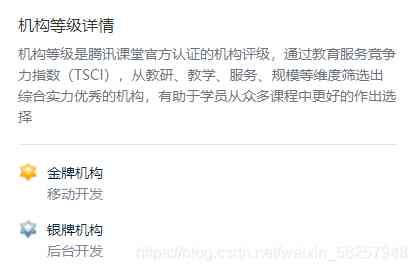 机构等级详情
机构等级是腾讯课堂官方认证的机构评级，通过教育服务竞争
力指数（TSCI），从教研、教学、服务、规模等维度筛选出
综合实力优秀的机构，有助于学员从众多课程中更好的作出选
择
金牌机构
移动开发
银牌机构
后台开发
https://blog.csdn.net/weixin_56257948